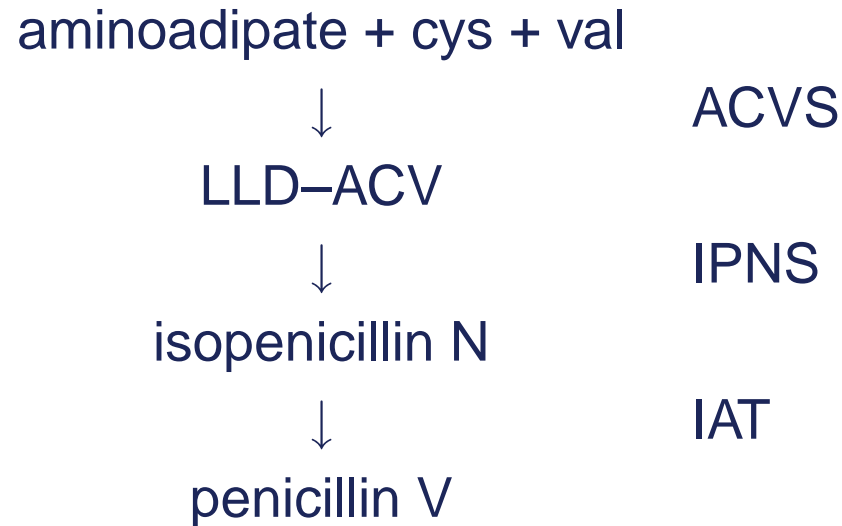 aminoadipate + cys + val
↓
ACVS
LLD–ACV
↓
IPNS
isopenicillin N
↓
IAT
penicillin V